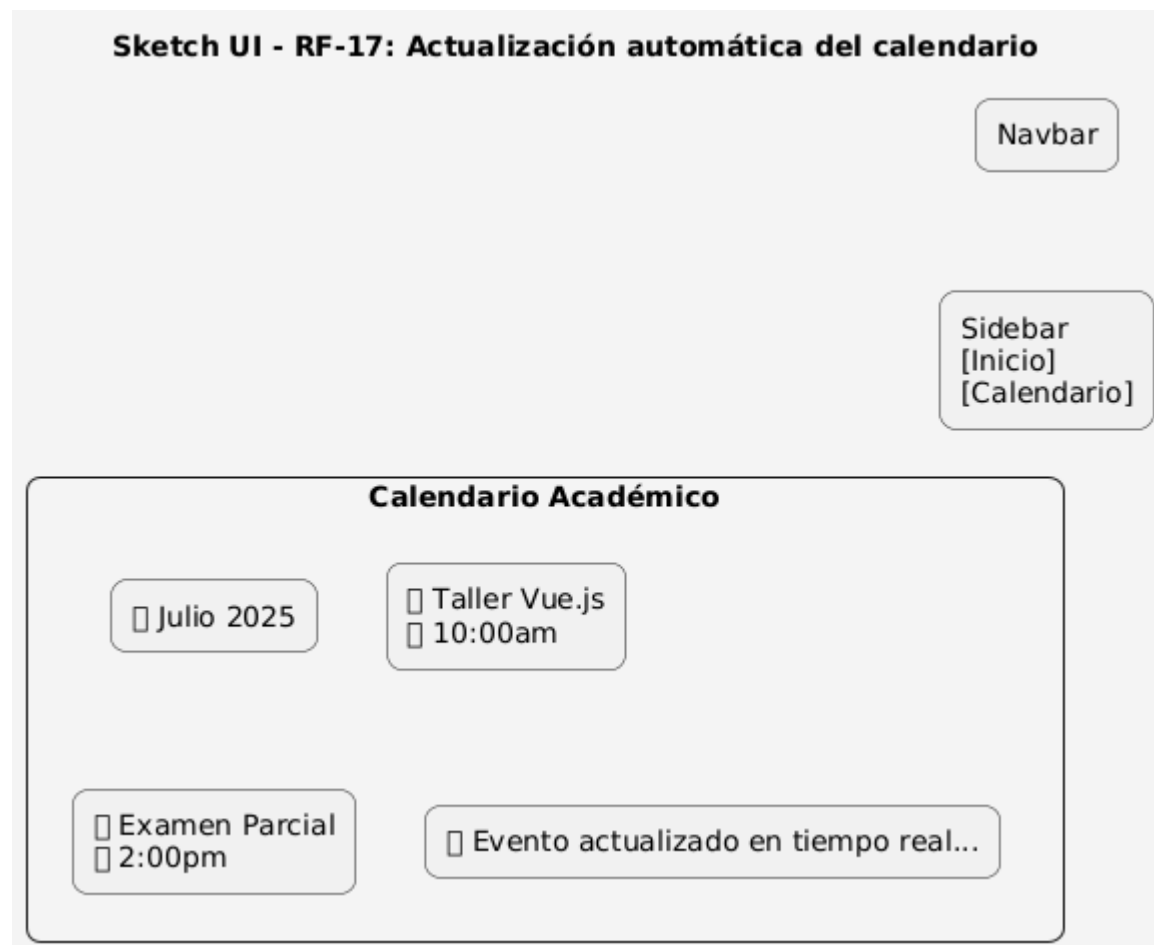 Sketch UI - RF-17: Actualización automática del calendario
Navbar
Sidebar
[Inicio]
[Calendario]
Calendario Académico
▯ Julio 2025
▯ Taller Vue.js
▯ 10:00am
▯ Examen Parcial
▯ 2:00pm
▯ Evento actualizado en tiempo real...